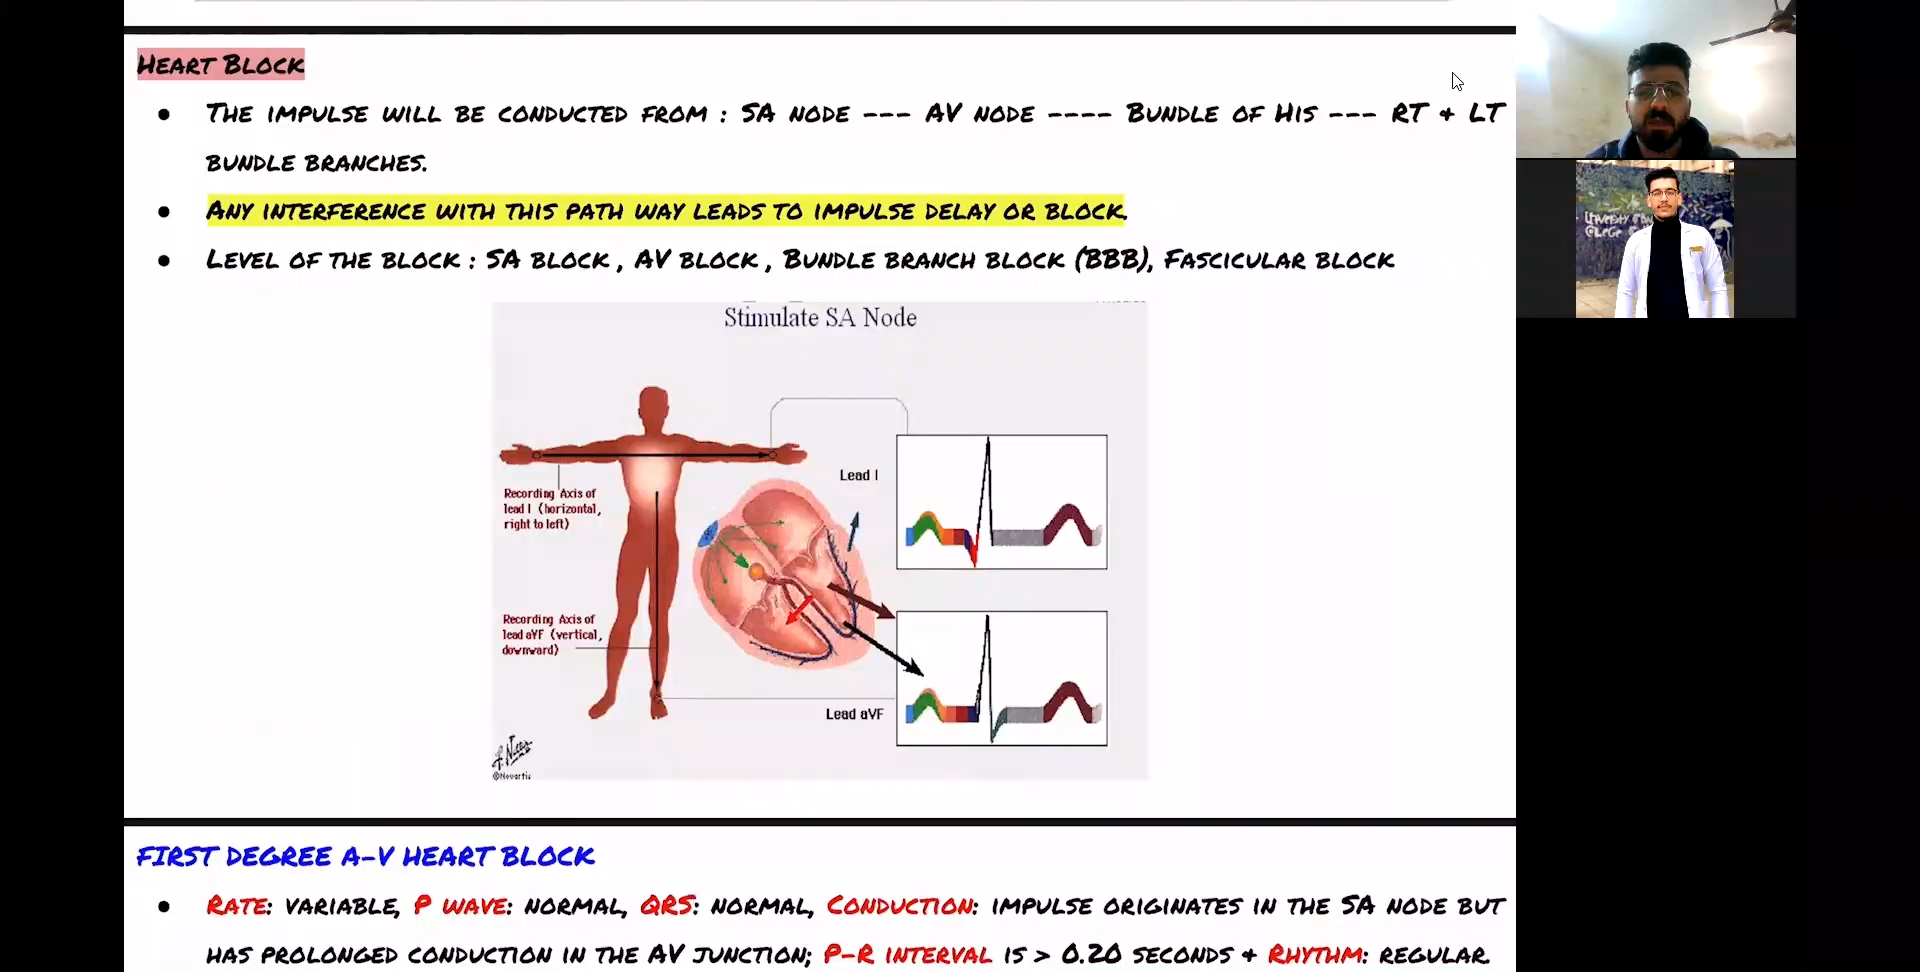 HEART BLOCK
● THE IMPULSE WILL BE CONDUCTED FROM : SA NODE --- AV NODE ---- BUNDLE OF HIS --- RT & LT
BUNDLE BRANCHES.
● ANY INTERFERENCE WITH THIS PATH WAY LEADS TO IMPULSE DELAY OR BLOCK.
● LEVEL OF THE BLOCK : SA BLOCK , AV BLOCK , BUNDLE BRANCH BLOCK (BBB), FASCICULAR BLOCK
Stimulate SA Node
Lead I
Recording Axis of
lead I (horizontal,
right to left)
Recording Axis of
lead aVF (vertical,
downward)
Lead aVF
©Novartis
FIRST DEGREE A-V HEART BLOCK
● RATE: VARIABLE, P WAVE: NORMAL, QRS: NORMAL, CONDUCTION: IMPULSE ORIGINATES IN THE SA NODE BUT
HAS PROLONGED CONDUCTION IN THE AV JUNCTION; P-R INTERVAL IS > 0.20 SECONDS & RHYTHM: REGULAR.